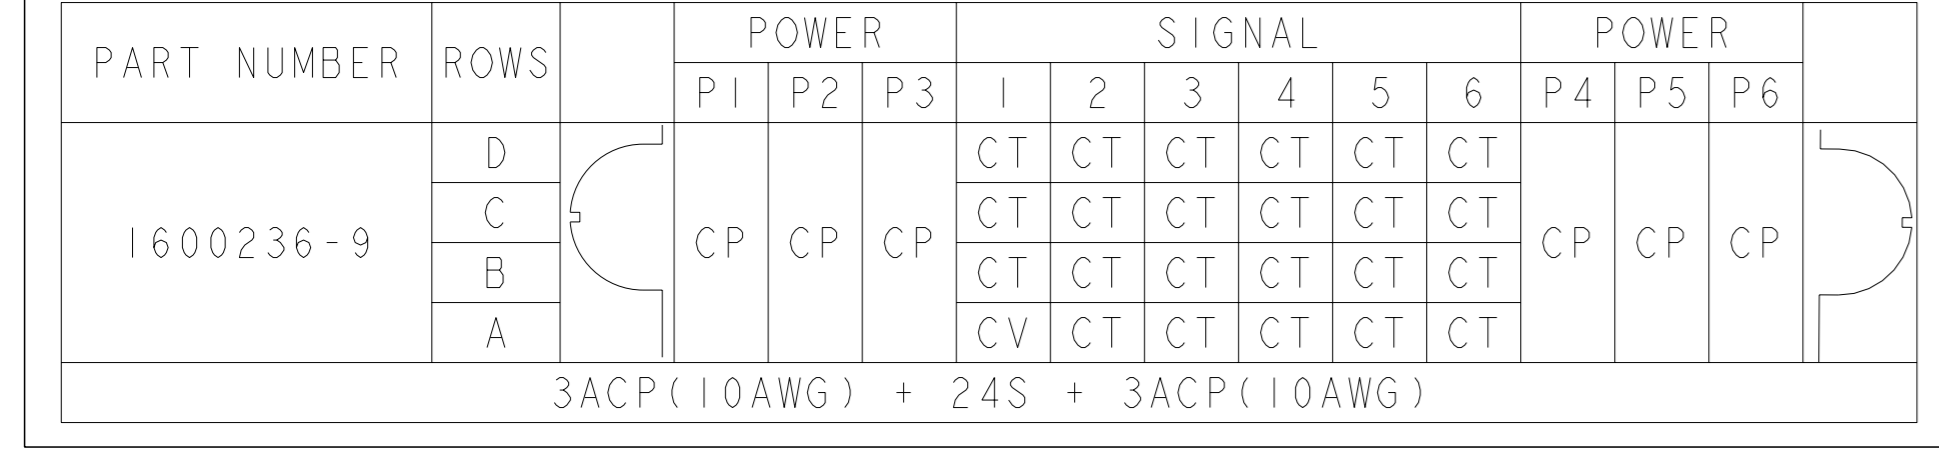 PART NUMBER ROWS POWER SIGNAL POWER
P1 P2 P3 1 2 3 4 5 6 P4 P5 P6
D CT CT CT CT CT CT
C CT CT CT CT CT CT
1600236-9 CP CP CP CP CP CP
B CT CT CT CT CT CT
A CV CT CT CT CT CT
3ACP(10AWG) + 24S + 3ACP(10AWG)